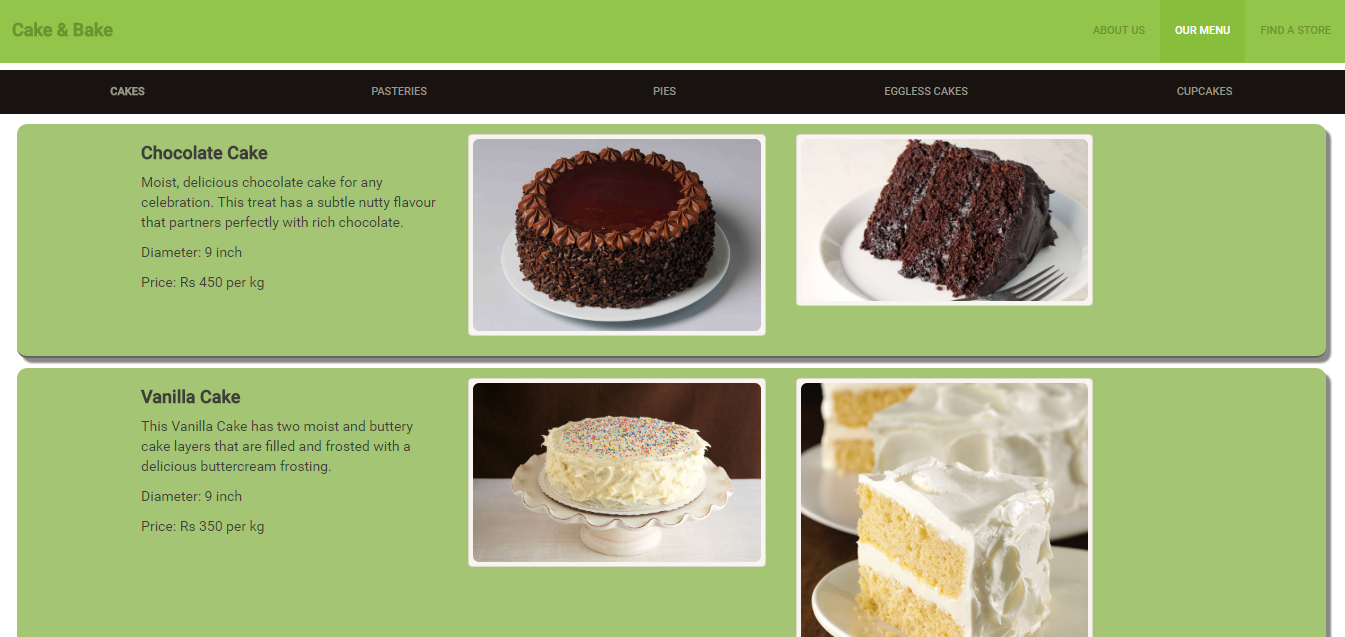 Cake & Bake
ABOUT US
OUR MENU
FIND A STORE
CAKES
PASTERIES
PIES
EGGLESS CAKES
CUPCAKES
Chocolate Cake
Moist, delicious chocolate cake for any
celebration. This treat has a subtle nutty flavour
that partners perfectly with rich chocolate.
Diameter: 9 inch
Price: Rs 450 per kg
Vanilla Cake
This Vanilla Cake has two moist and buttery
cake layers that are filled and frosted with a
delicious buttercream frosting.
Diameter: 9 inch
Price: Rs 350 per kg